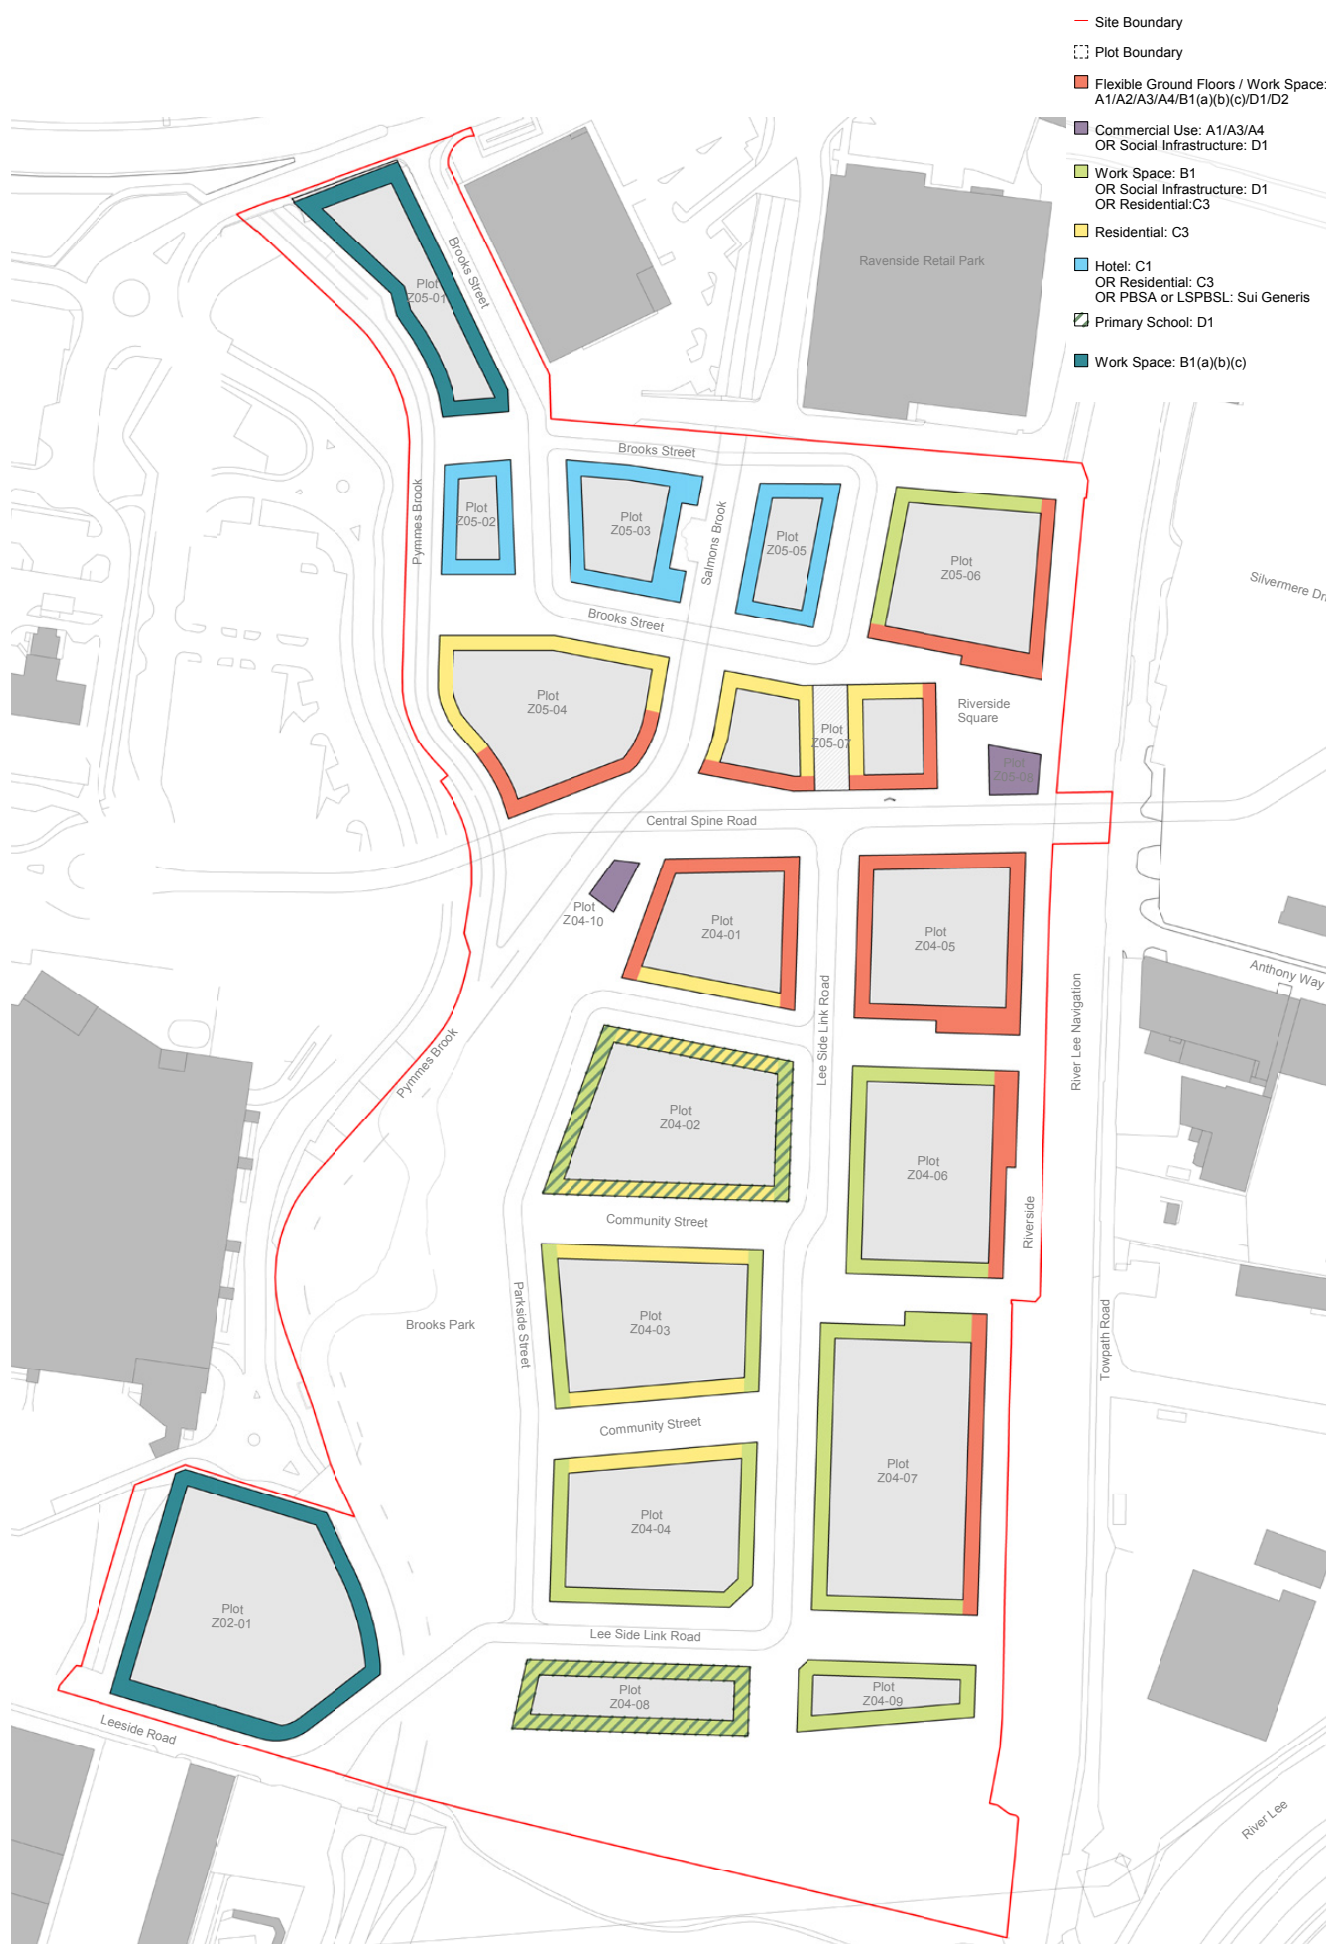 Site Boundary
Plot Boundary
Flexible Ground Floors / Work Space:
A1/A2/A3/A4/B1(a)(b)(c)/D1/D2
Commercial Use: A1/A3/A4
OR Social Infrastructure: D1
Work Space: B1
OR Social Infrastructure: D1
OR Residential:C3
Residential: C3
Hotel: C1
OR Residential: C3
OR PBSA or LSPBSL: Sui Generis
Primary School: D1
Work Space: B1(a)(b)(c)
Ravenside Retail Park
Brooks Street
Plot
Z05-01
Brooks Street
Pymmes Brook
Plot
Z05-02
Plot
Z05-03
Salmons Brook
Plot
Z05-05
Plot
Z05-06
Silvermere Dr
Brooks Street
Plot
Z05-04
Plot
Z05-07
Riverside
Square
Plot
Z05-08
Central Spine Road
Plot
Z04-10
Plot
Z04-01
Plot
Z04-05
Anthony Way
Lee Side Link Road
River Lee Navigation
Pymmes Brook
Plot
Z04-02
Plot
Z04-06
Community Street
Riverside
Parkside Street
Plot
Z04-03
Brooks Park
Towpath Road
Community Street
Plot
Z04-07
Plot
Z04-04
Plot
Z02-01
Lee Side Link Road
Plot
Z04-08
Plot
Z04-09
Leeside Road
River Lee